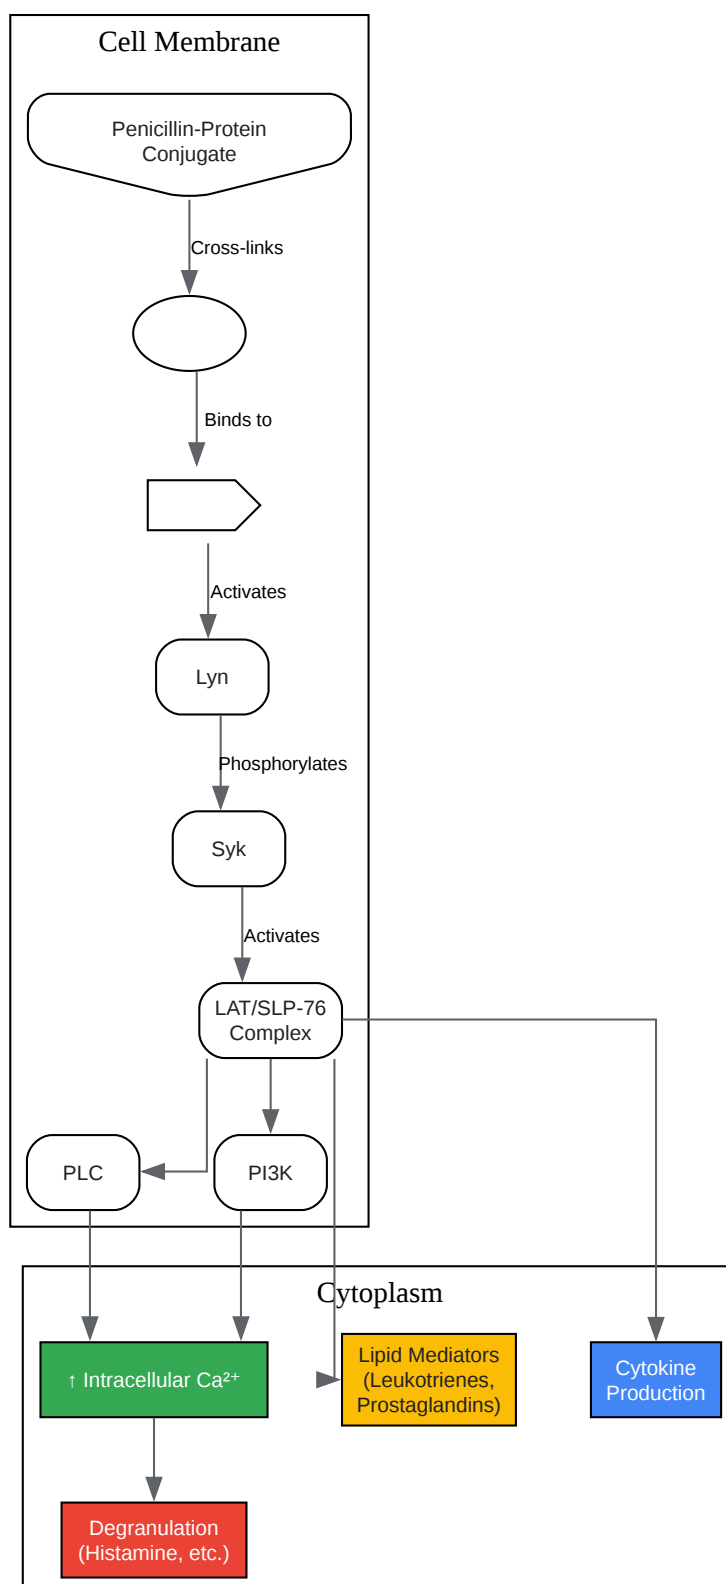 Cell Membrane
Penicillin-Protein
Conjugate
Cross-links
Binds to
Activates
Lyn
Phosphorylates
Syk
Activates
LAT/SLP-76
Complex
PLC
PI3K
Cytoplasm
↑ Intracellular Ca²⁺
Lipid Mediators
(Leukotrienes,
Prostaglandins)
Cytokine
Production
Degranulation
(Histamine, etc.)